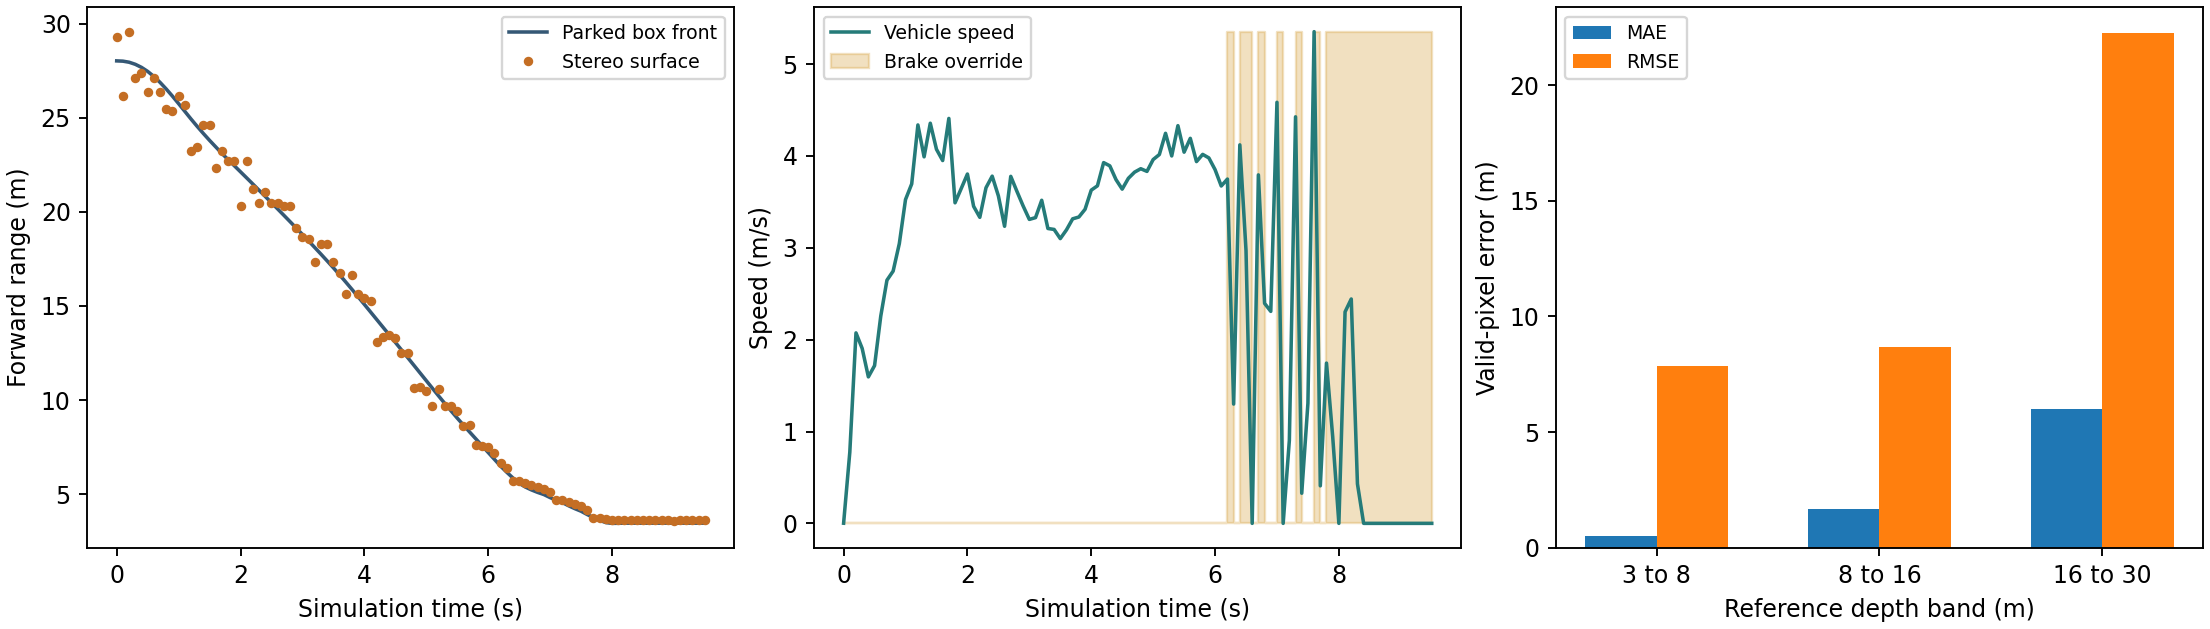 Forward range (m)
30
25
20
15
10
5
Parked box front
Stereo surface
0 2 4 6 8
Simulation time (s)
Speed (m/s)
5
4
3
2
1
0
Vehicle speed
Brake override
0 2 4 6 8
Simulation time (s)
Valid-pixel error (m)
20
15
10
5
0
MAE
RMSE
3 to 8 8 to 16 16 to 30
Reference depth band (m)